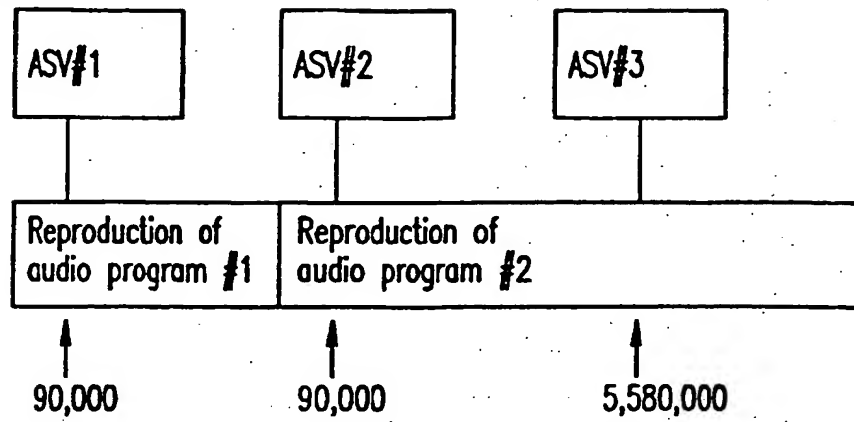 ASV#1 ASV#2 ASV#3
Reproduction of
audio program #1
Reproduction of
audio program #2
90,000 90,000 5,580,000